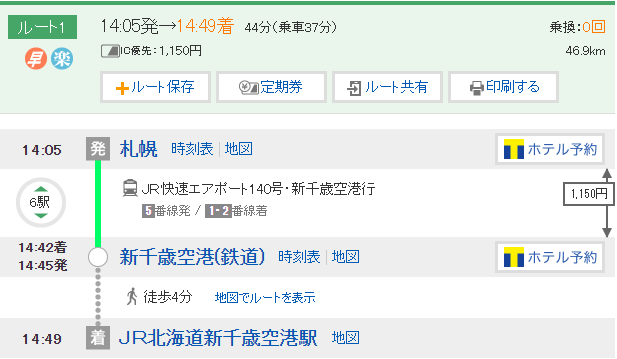 ルート1
14:05発→14:49着 44分(乗車37分) 乗換:0回
早 楽 IC優先:1,150円 46.9km
ルート保存 定期券 ルート共有 印刷する
14:05 発 札幌 時刻表 地図 ホテル予約
6駅 JR快速エアポート140号・新千歳空港行 1,150円
5番線発 / 1・2番線着
14:42着
14:45発 新千歳空港(鉄道) 時刻表 地図 ホテル予約
徒歩4分 地図でルートを表示
14:49 着 JR北海道新千歳空港駅 地図